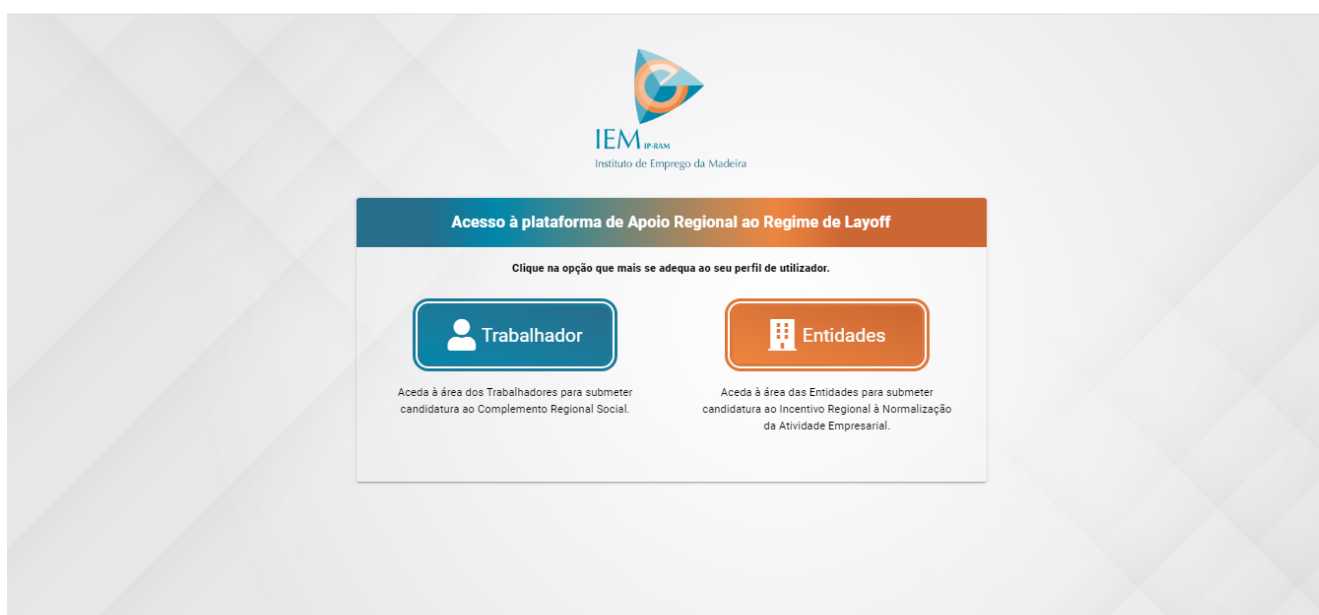 IEM IP-RAM
Instituto de Emprego da Madeira
Acesso à plataforma de Apoio Regional ao Regime de Layoff
Clique na opção que mais se adequa ao seu perfil de utilizador.
Trabalhador
Aceda à área dos Trabalhadores para submeter
candidatura ao Complemento Regional Social.
Entidades
Aceda à área das Entidades para submeter
candidatura ao Incentivo Regional à Normalização
da Atividade Empresarial.